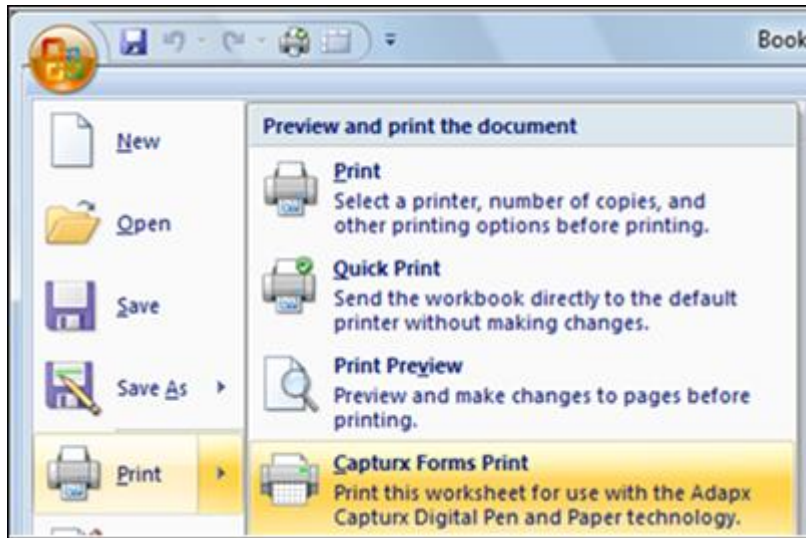 Book
New
Open
Save
Save As
Print
Preview and print the document
Print
Select a printer, number of copies, and
other printing options before printing.
Quick Print
Send the workbook directly to the default
printer without making changes.
Print Preview
Preview and make changes to pages before
printing.
Capturx Forms Print
Print this worksheet for use with the Adapx
Capturx Digital Pen and Paper technology.